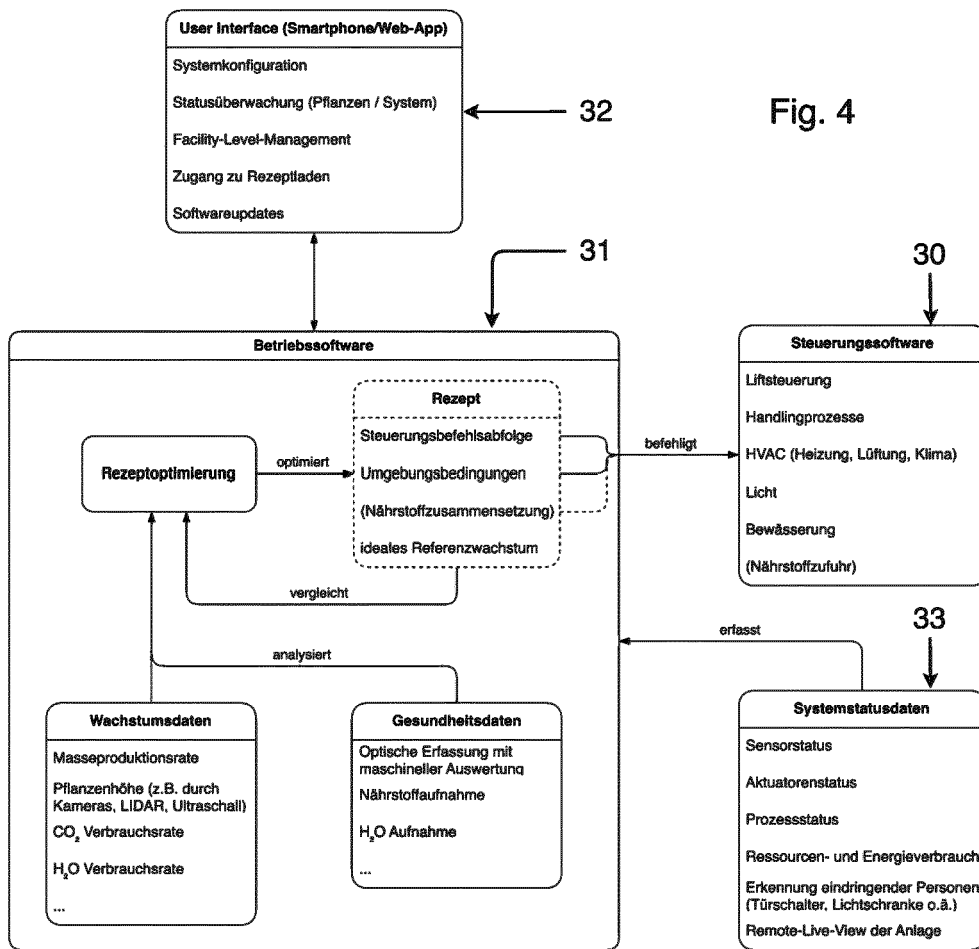 User Interface (Smartphone/Web-App)
Systemkonfiguration
Statusüberwachung (Pflanzen / System)
Facility-Level-Management
Zugang zu Rezeptladen
Softwareupdates
32
Fig. 4
31
30
Betriebssoftware
Rezeptoptimierung
optimiert
Rezept
Steuerungsbefehlsabfolge
Umgebungsbedingungen
(Nährstoffzusammensetzung)
ideales Referenzwachstum
befehligt
vergleicht
analysiert
Steuerungssoftware
Liftsteuerung
Handlingprozesse
HVAC (Heizung, Lüftung, Klima)
Licht
Bewässerung
(Nährstoffzufuhr)
erfasst
33
Wachstumsdaten
Masseproduktionsrate
Pflanzenhöhe (z.B. durch
Kameras, LIDAR, Ultraschall)
CO₂ Verbrauchsrate
H₂O Verbrauchsrate
...
Gesundheitsdaten
Optische Erfassung mit
maschineller Auswertung
Nährstoffaufnahme
H₂O Aufnahme
...
Systemstatusdaten
Sensorstatus
Aktuatorenstatus
Prozessstatus
Ressourcen- und Energieverbrauch
Erkennung eindringender Personen
(Türschalter, Lichtschranke o.ä.)
Remote-Live-View der Anlage